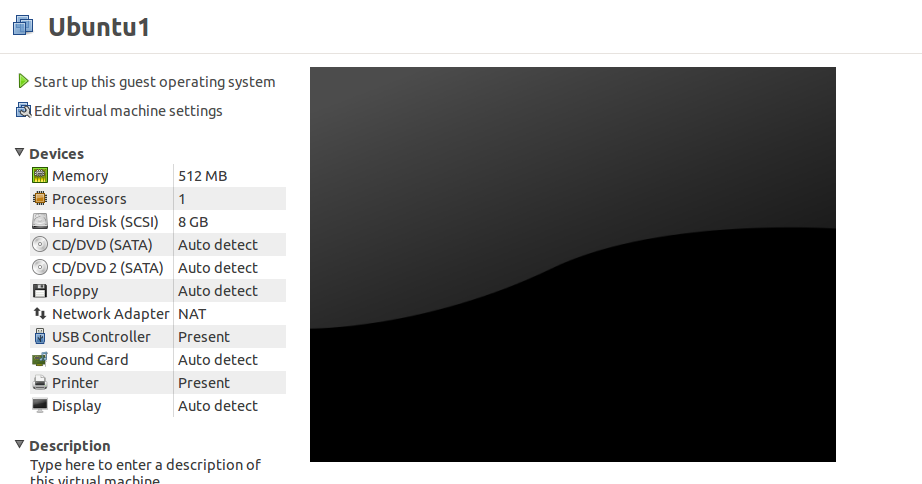 Ubuntu1
Start up this guest operating system
Edit virtual machine settings
Devices
Memory 512 MB
Processors 1
Hard Disk (SCSI) 8 GB
CD/DVD (SATA) Auto detect
CD/DVD 2 (SATA) Auto detect
Floppy Auto detect
Network Adapter NAT
USB Controller Present
Sound Card Auto detect
Printer Present
Display Auto detect
Description
Type here to enter a description of
this virtual machine